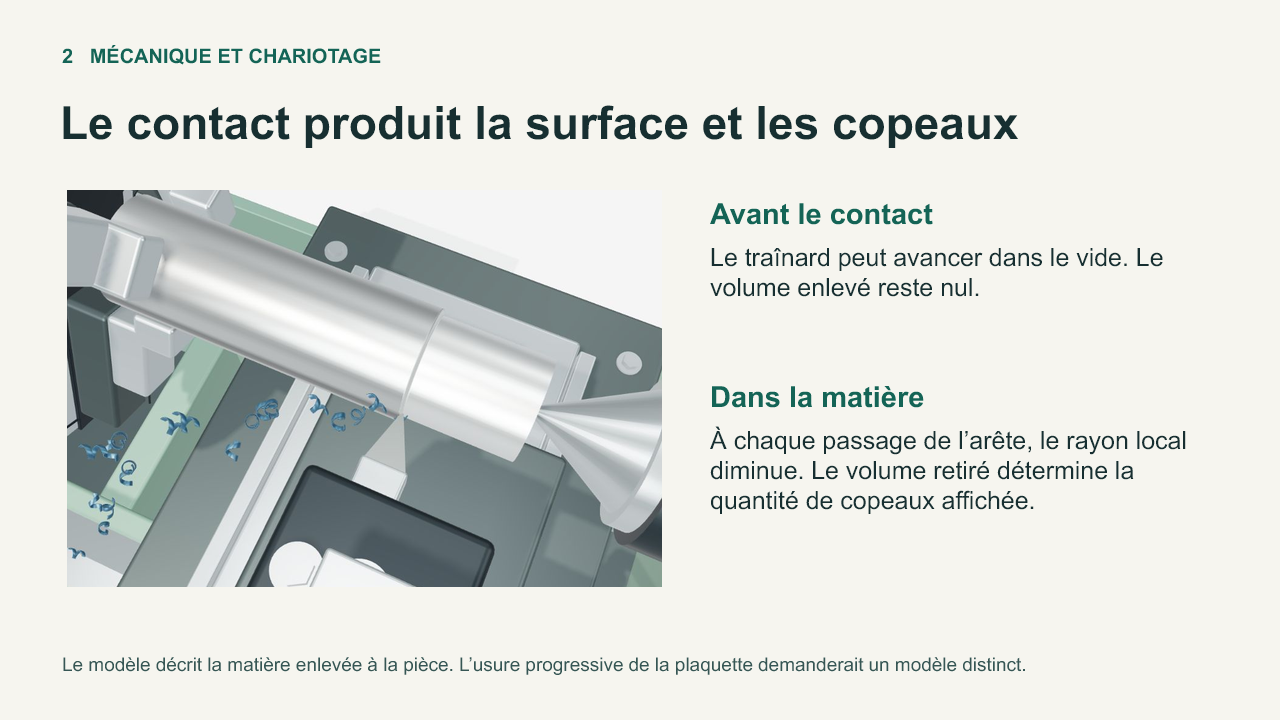 2 MÉCANIQUE ET CHARIOTAGE
Le contact produit la surface et les copeaux
Avant le contact
Le traînard peut avancer dans le vide. Le
volume enlevé reste nul.
Dans la matière
À chaque passage de l’arête, le rayon local
diminue. Le volume retiré détermine la
quantité de copeaux affichée.
Le modèle décrit la matière enlevée à la pièce. L’usure progressive de la plaquette demanderait un modèle distinct.